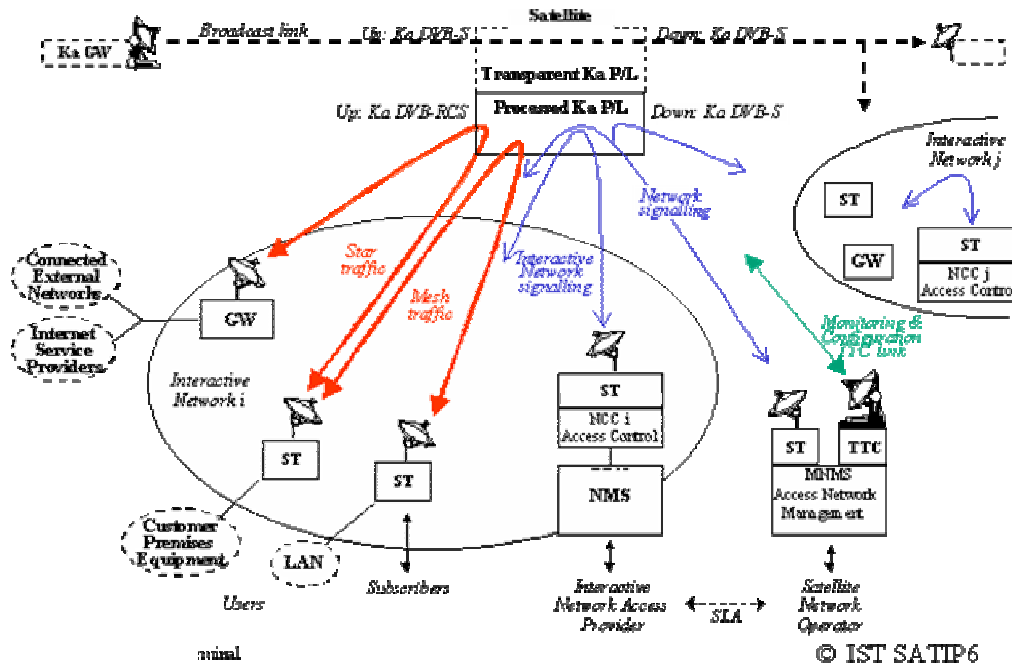 Satellite
Ka GW
Broadcast link
Up: Ka DVB-S
Down: Ka DVB-S
Transparent Ka P/L
Up: Ka DVB-RCS
Processed Ka P/L
Down: Ka DVB-S
Interactive
Network j
ST
GW
ST
NCC j
Access Control
Network
signalling
Star
traffic
Interactive
Network
signalling
Mesh
traffic
Connected
External
Networks
Internet
Service
Providers
GW
Monitoring &
Configuration
TTC link
Interactive
Network i
ST
NCC i
Access Control
ST
ST
NMS
ST
TTC
MNMS
Access Network
Management
Customer
Premises
Equipment
LAN
Users
Subscribers
Interactive
Network Access
Provider
SLA
Satellite
Network
Operator
minal
© IST SATIP6